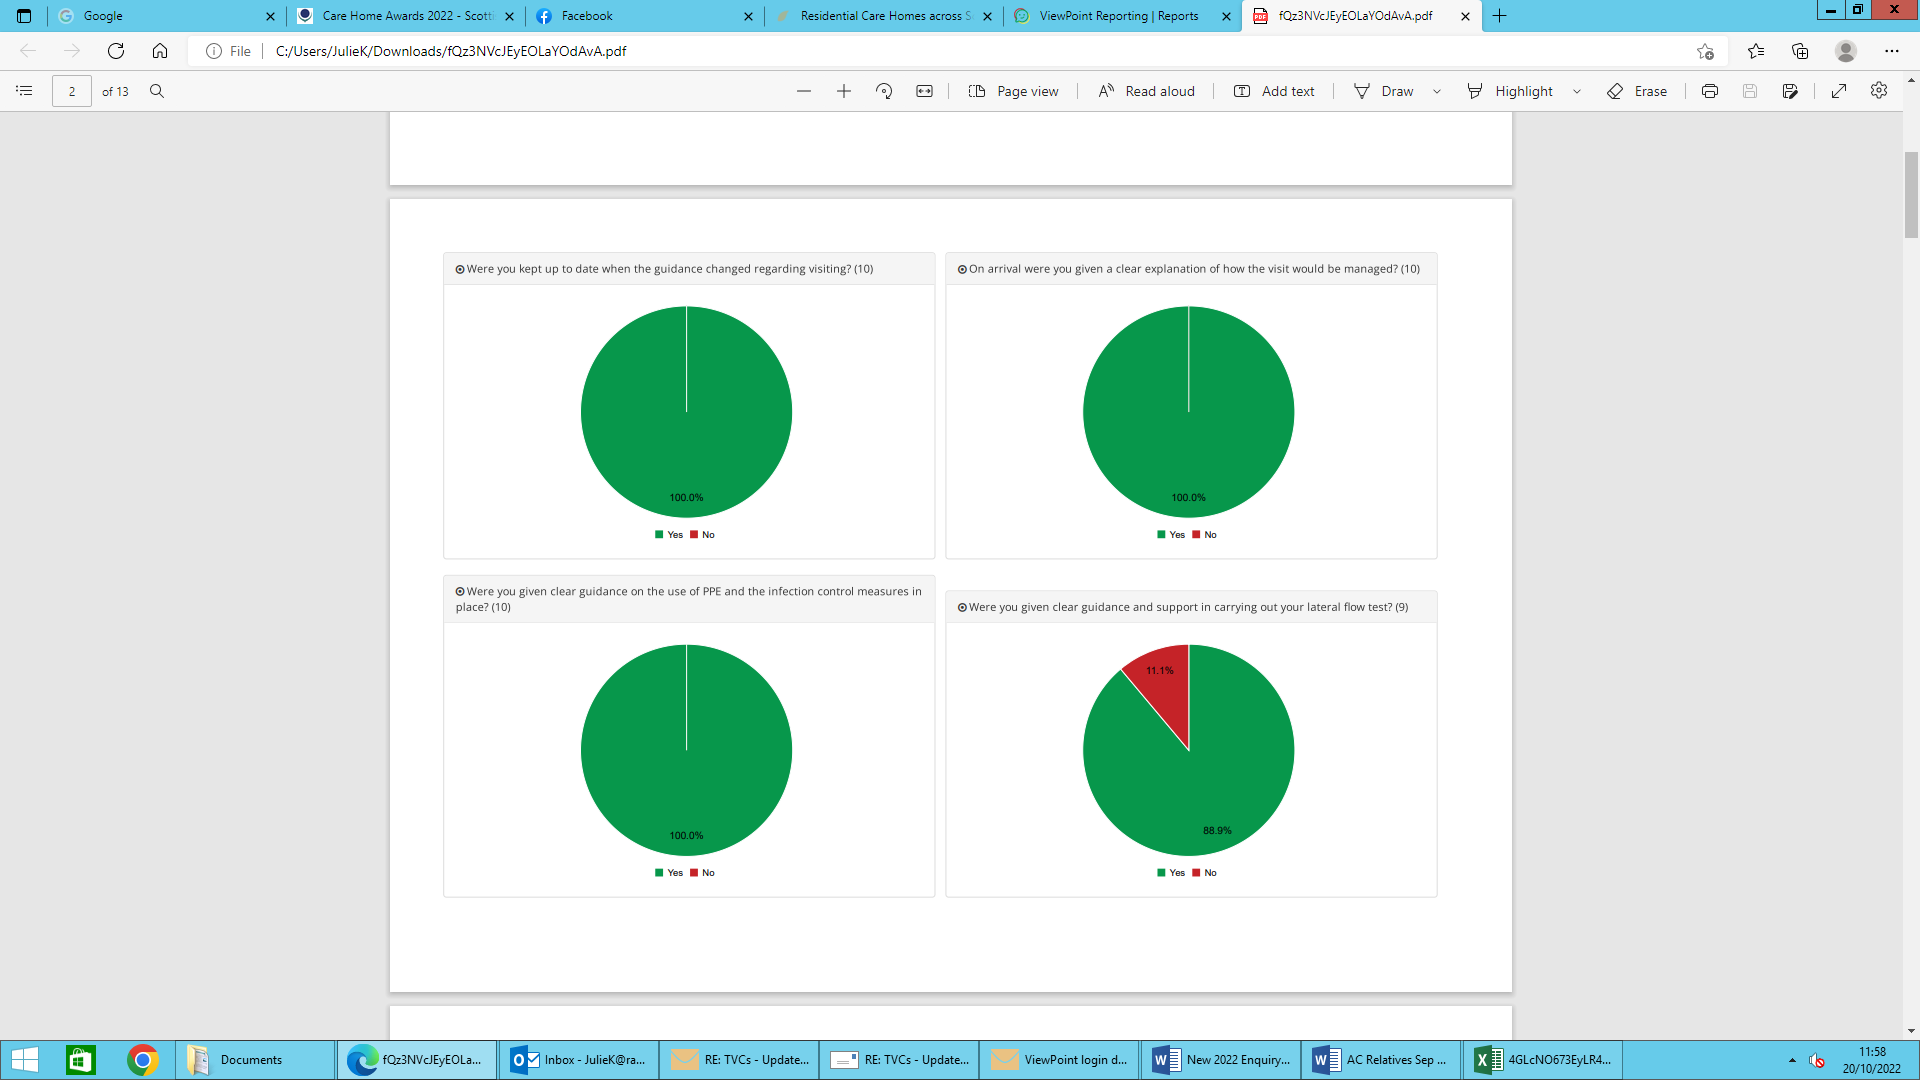 Google
Care Home Awards 2022 - Scotti
Facebook
Residential Care Homes across S
ViewPoint Reporting | Reports
fQz3NVcJEyEOLaYOdAvA.pdf
File
C:/Users/JulieK/Downloads/fQz3NVcJEyEOLaYOdAvA.pdf
2 of 13
Page view
Read aloud
Add text
Draw
Highlight
Erase
Were you kept up to date when the guidance changed regarding visiting? (10)
100.0%
Yes No
On arrival were you given a clear explanation of how the visit would be managed? (10)
100.0%
Yes No
Were you given clear guidance on the use of PPE and the infection control measures in
place? (10)
100.0%
Yes No
Were you given clear guidance and support in carrying out your lateral flow test? (9)
11.1%
88.9%
Yes No
Documents
fQz3NVcJEyEOLa...
Inbox - JulieK@ra...
RE: TVCs - Update...
RE: TVCs - Update...
ViewPoint login d...
New 2022 Enquiry...
AC Relatives Sep ...
4GLcNO673EyLR4...
11:58
20/10/2022